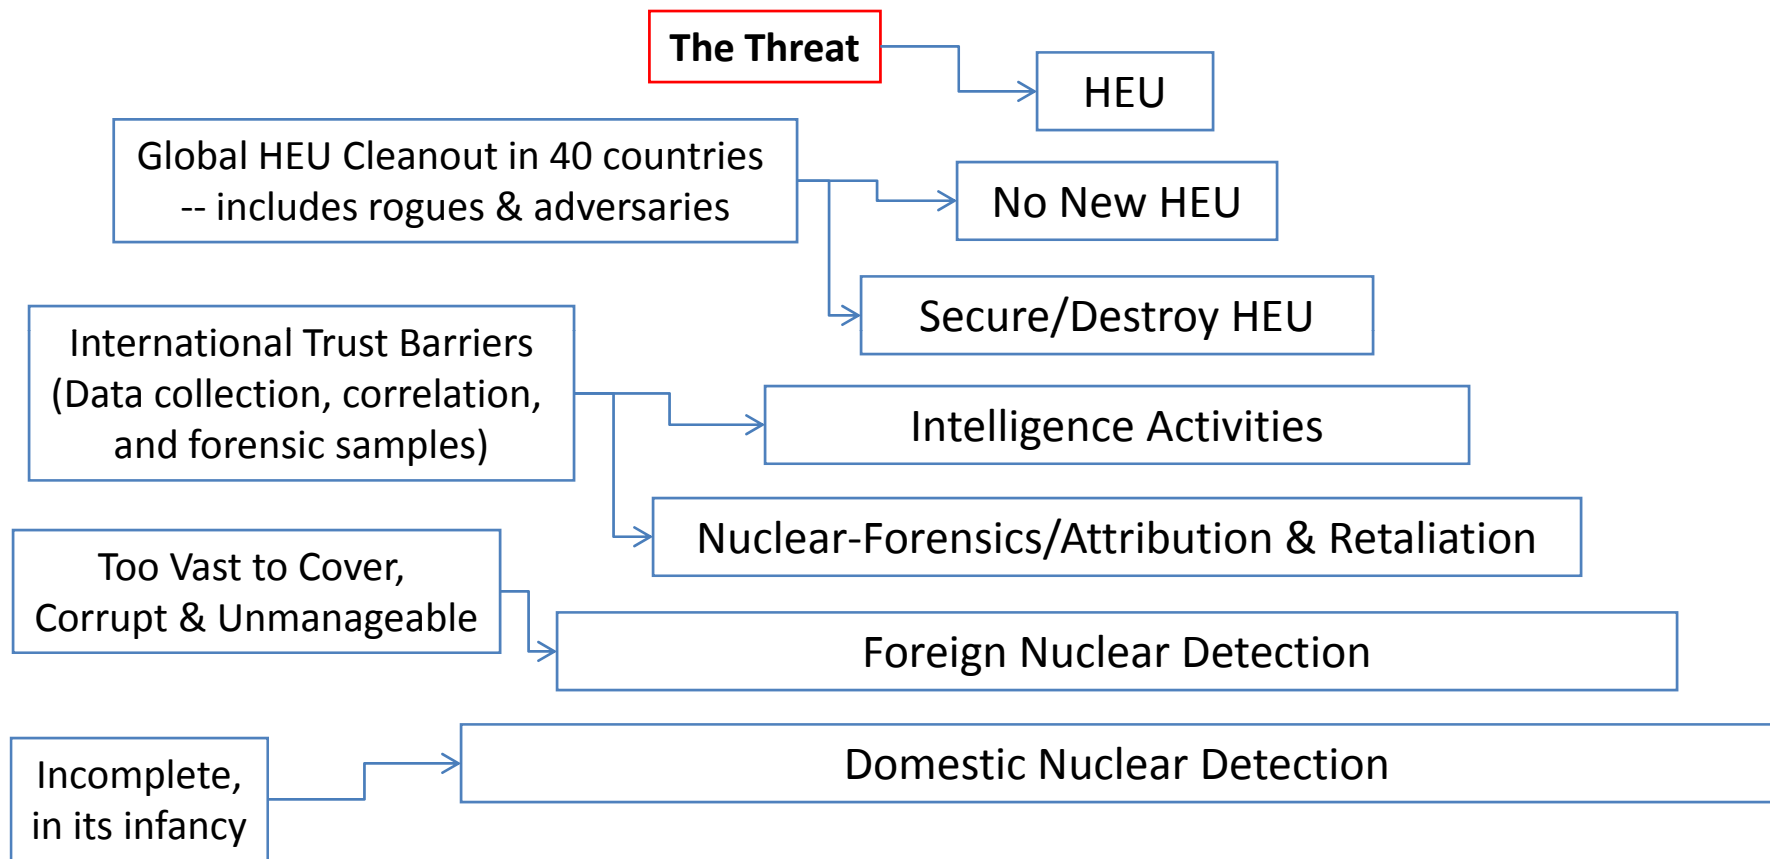 The Threat
HEU
Global HEU Cleanout in 40 countries
-- includes rogues & adversaries
No New HEU
Secure/Destroy HEU
International Trust Barriers
(Data collection, correlation,
and forensic samples)
Intelligence Activities
Nuclear-Forensics/Attribution & Retaliation
Too Vast to Cover,
Corrupt & Unmanageable
Foreign Nuclear Detection
Domestic Nuclear Detection
Incomplete,
in its infancy